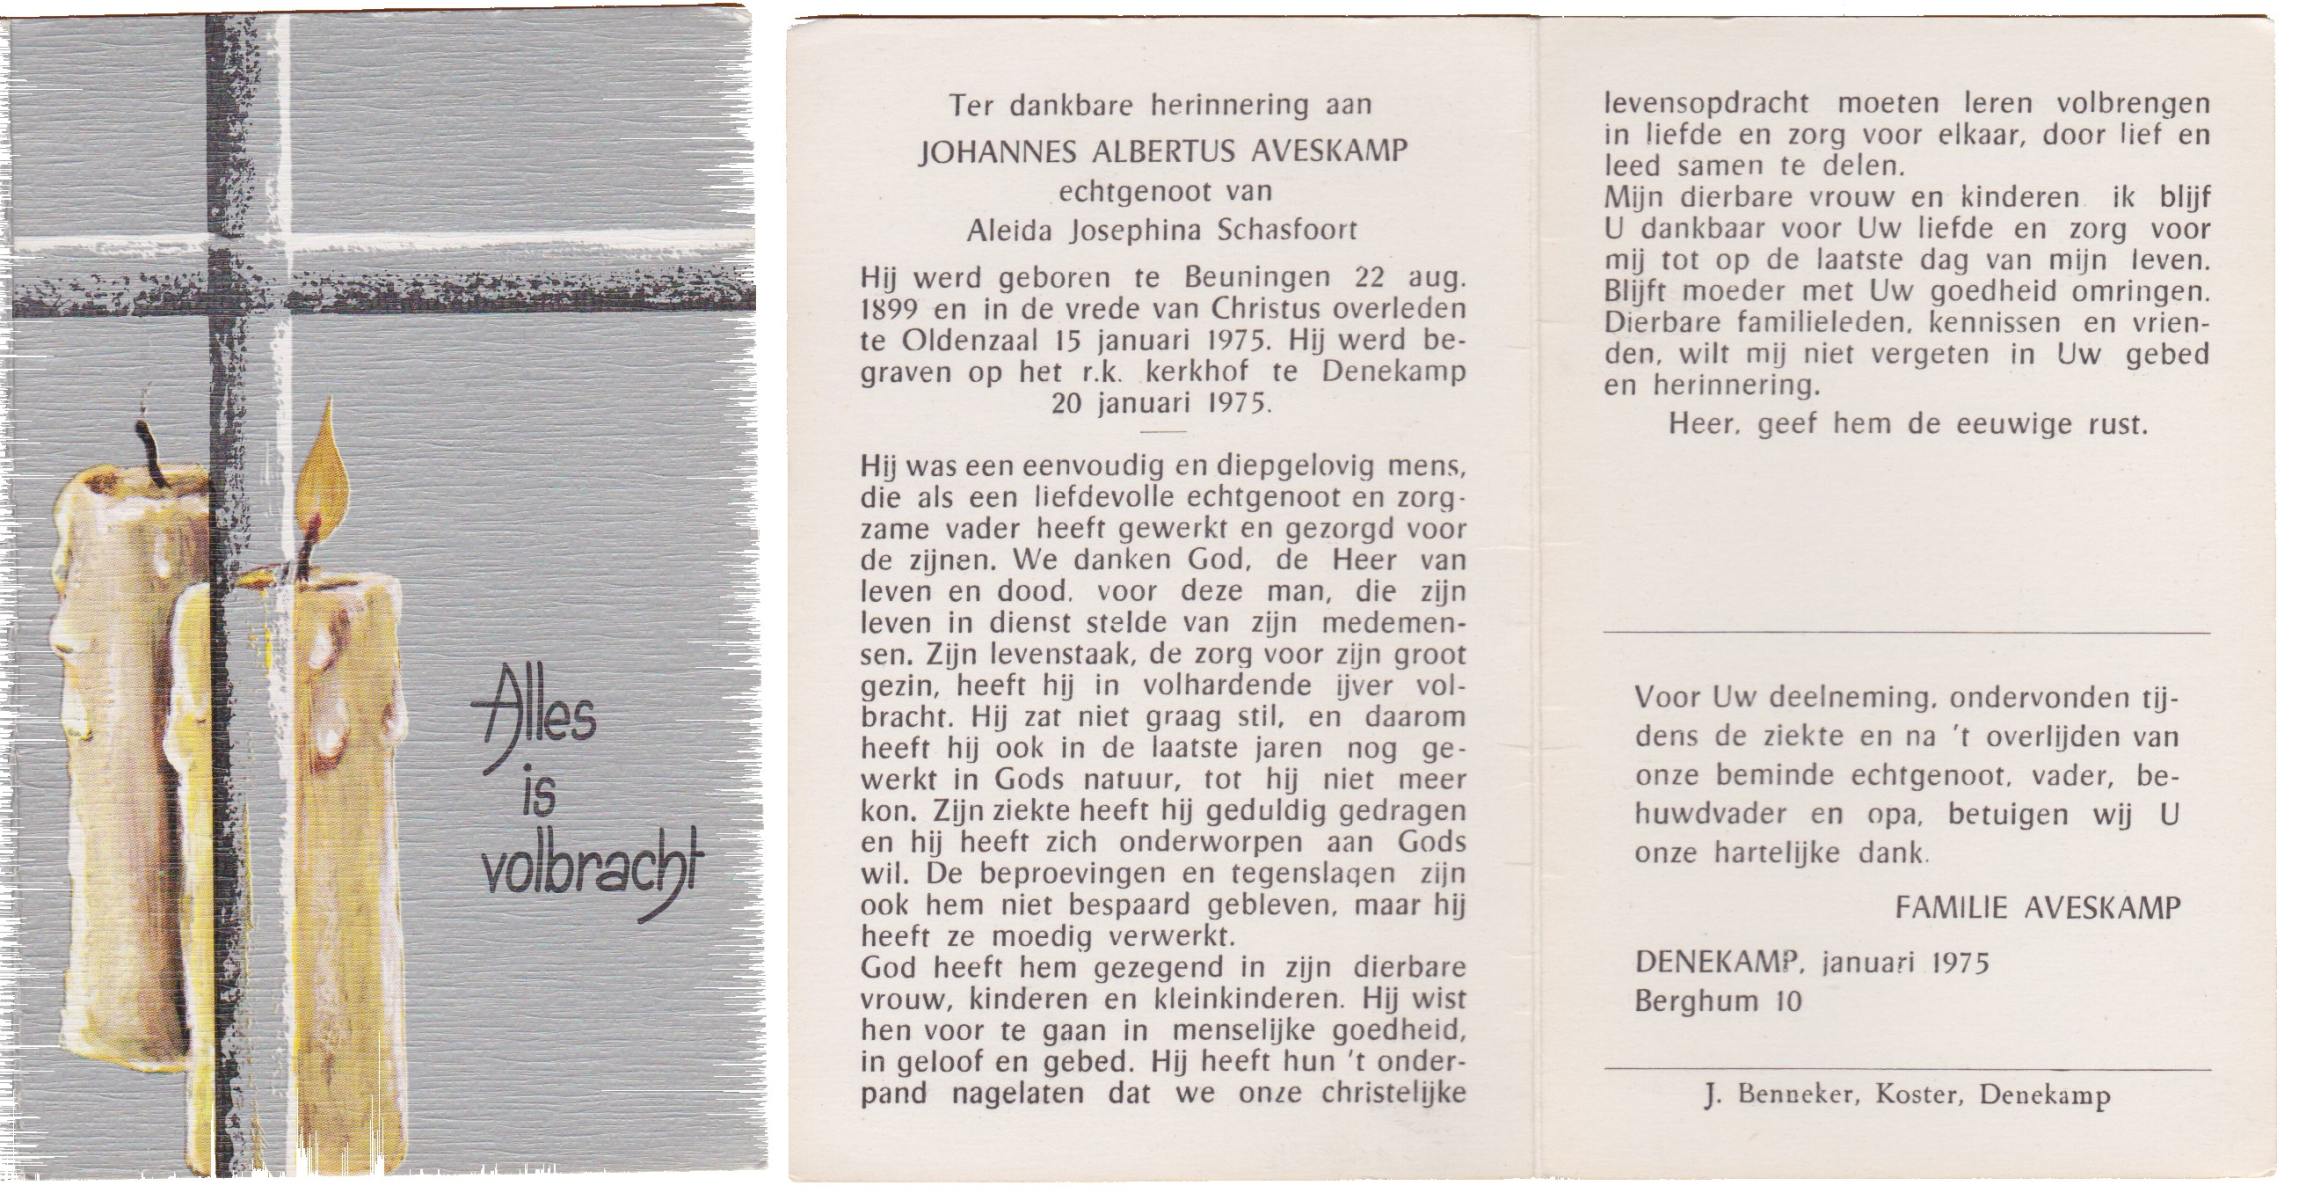 Alles
is
volbracht
Ter dankbare herinnering aan
JOHANNES ALBERTUS AVESKAMP
echtgenoot van
Aleida Josephina Schasfoort
Hij werd geboren te Beuningen 22 aug.
1899 en in de vrede van Christus overleden
te Oldenzaal 15 januari 1975. Hij werd be-
graven op het r.k. kerkhof te Denekamp
20 januari 1975.
Hij was een eenvoudig en diepgelovig mens,
die als een liefdevolle echtgenoot en zorg-
zame vader heeft gewerkt en gezorgd voor
de zijnen. We danken God, de Heer van
leven en dood, voor deze man, die zijn
leven in dienst stelde van zijn medemen-
sen. Zijn levenstaak, de zorg voor zijn groot
gezin, heeft hij in volhardende ijver vol-
bracht. Hij zat niet graag stil, en daarom
heeft hij ook in de laatste jaren nog ge-
werkt in Gods natuur, tot hij niet meer
kon. Zijn ziekte heeft hij geduldig gedragen
en hij heeft zich onderworpen aan Gods
wil. De beproevingen en tegenslagen zijn
ook hem niet bespaard gebleven, maar hij
heeft ze moedig verwerkt.
God heeft hem gezegend in zijn dierbare
vrouw, kinderen en kleinkinderen. Hij wist
hen voor te gaan in menselijke goedheid,
in geloof en gebed. Hij heeft hun 't onder-
pand nagelaten dat we onze christelijke
levensopdracht moeten leren volbrengen
in liefde en zorg voor elkaar, door lief en
leed samen te delen.
Mijn dierbare vrouw en kinderen ik blijf
U dankbaar voor Uw liefde en zorg voor
mij tot op de laatste dag van mijn leven.
Blijft moeder met Uw goedheid omringen.
Dierbare familieleden, kennissen en vrien-
den, wilt mij niet vergeten in Uw gebed
en herinnering.
Heer, geef hem de eeuwige rust.
Voor Uw deelneming, ondervonden tij-
dens de ziekte en na 't overlijden van
onze beminde echtgenoot, vader, be-
huwdvader en opa, betuigen wij U
onze hartelijke dank.
FAMILIE AVESKAMP
DENEKAMP, januari 1975
Berghum 10
J. Benneker, Koster, Denekamp